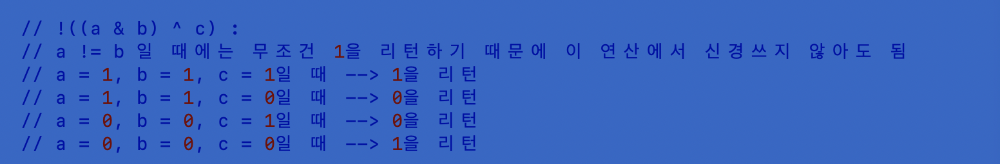 // !((a & b) ^ c) :
// a != b 일 때에는 무조건 1을 리턴하기 때문에 이 연산에서 신경쓰지 않아도 됨
// a = 1, b = 1, c = 1일 때 --> 1을 리턴
// a = 1, b = 1, c = 0일 때 --> 0을 리턴
// a = 0, b = 0, c = 1일 때 --> 0을 리턴
// a = 0, b = 0, c = 0일 때 --> 1을 리턴